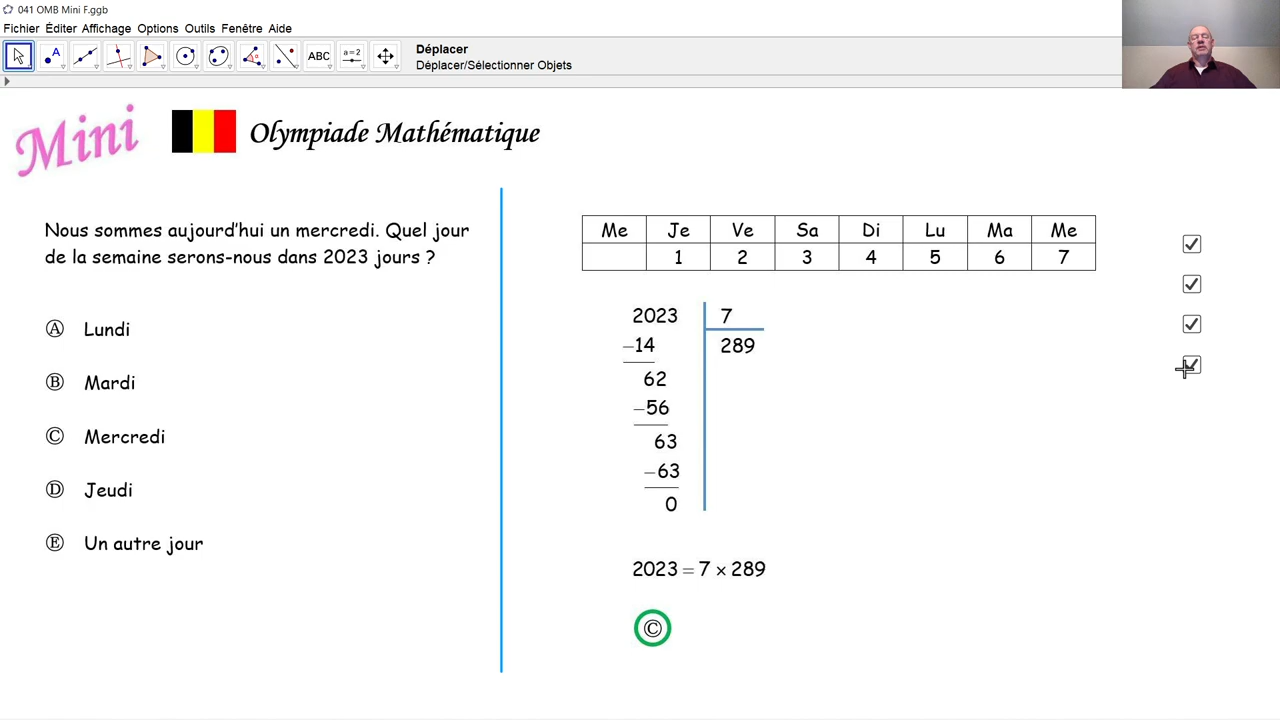 041 OMB Mini F.ggb
Fichier Éditer Affichage Options Outils Fenêtre Aide
A ABC a=2 Déplacer
Déplacer/Sélectionner Objets
Mini Olympiade Mathématique
Nous sommes aujourd'hui un mercredi. Quel jour
de la semaine serons-nous dans 2023 jours ?
Ⓐ Lundi
Ⓑ Mardi
Ⓒ Mercredi
Ⓓ Jeudi
Ⓔ Un autre jour
Me Je Ve Sa Di Lu Ma Me
1 2 3 4 5 6 7
2023 7
−14 289
62
−56
63
−63
0
2023 = 7 × 289
Ⓒ